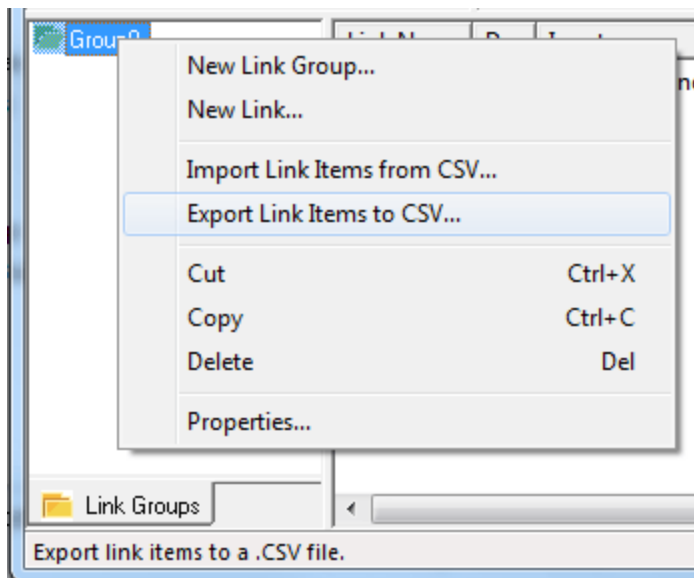 New Link Group...
New Link...
Import Link Items from CSV...
Export Link Items to CSV...
Cut Ctrl+X
Copy Ctrl+C
Delete Del
Properties...
Link Groups
Export link items to a .CSV file.